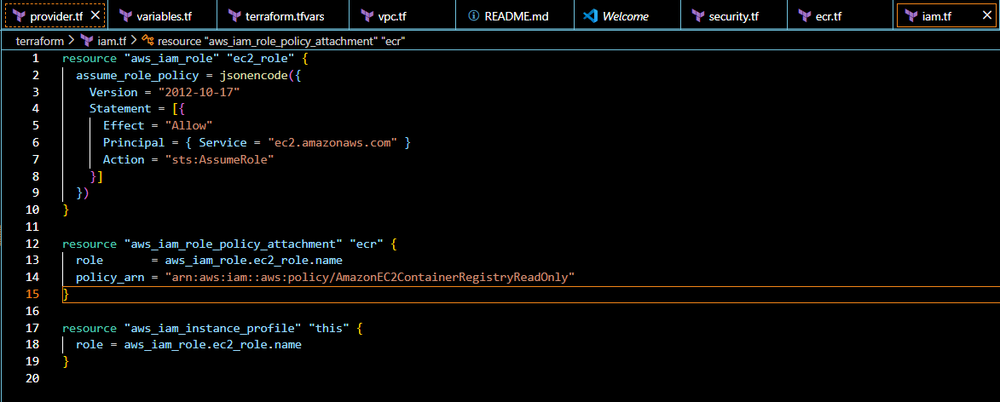 provider.tf variables.tf terraform.tfvars vpc.tf README.md Welcome security.tf ecr.tf iam.tf
terraform > iam.tf > resource "aws_iam_role_policy_attachment" "ecr"
1 resource "aws_iam_role" "ec2_role" {
2   assume_role_policy = jsonencode({
3     Version = "2012-10-17"
4     Statement = [{
5       Effect = "Allow"
6       Principal = { Service = "ec2.amazonaws.com" }
7       Action = "sts:AssumeRole"
8     }]
9   })
10 }
11
12 resource "aws_iam_role_policy_attachment" "ecr" {
13   role       = aws_iam_role.ec2_role.name
14   policy_arn = "arn:aws:iam::aws:policy/AmazonEC2ContainerRegistryReadOnly"
15 }
16
17 resource "aws_iam_instance_profile" "this" {
18   role = aws_iam_role.ec2_role.name
19 }
20